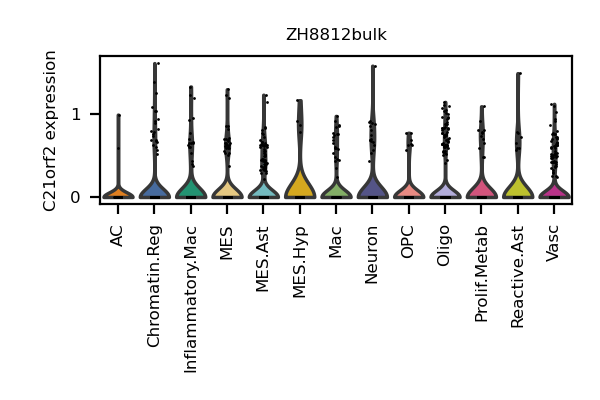 ZH8812bulk
C21orf2 expression
1
0
AC
Chromatin.Reg
Inflammatory.Mac
MES
MES.Ast
MES.Hyp
Mac
Neuron
OPC
Oligo
Prolif.Metab
Reactive.Ast
Vasc